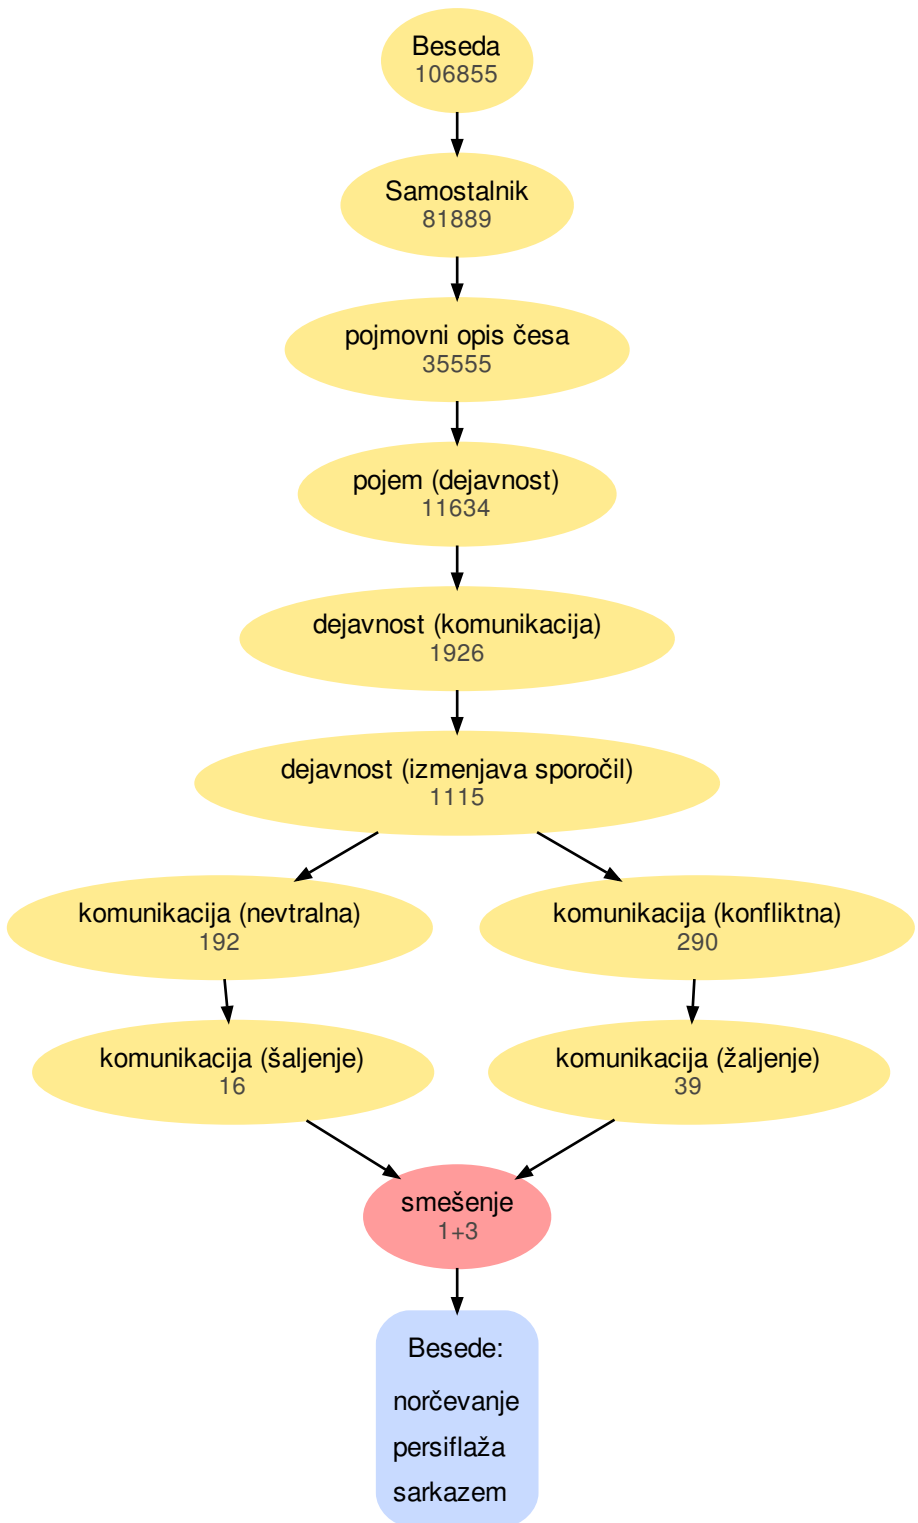 Beseda
106855
Samostalnik
81889
pojmovni opis česa
35555
pojem (dejavnost)
11634
dejavnost (komunikacija)
1926
dejavnost (izmenjava sporočil)
1115
komunikacija (nevtralna)
192
komunikacija (konfliktna)
290
komunikacija (šaljenje)
16
komunikacija (žaljenje)
39
smešenje
1+3
Besede:
norčevanje
persiflaža
sarkazem